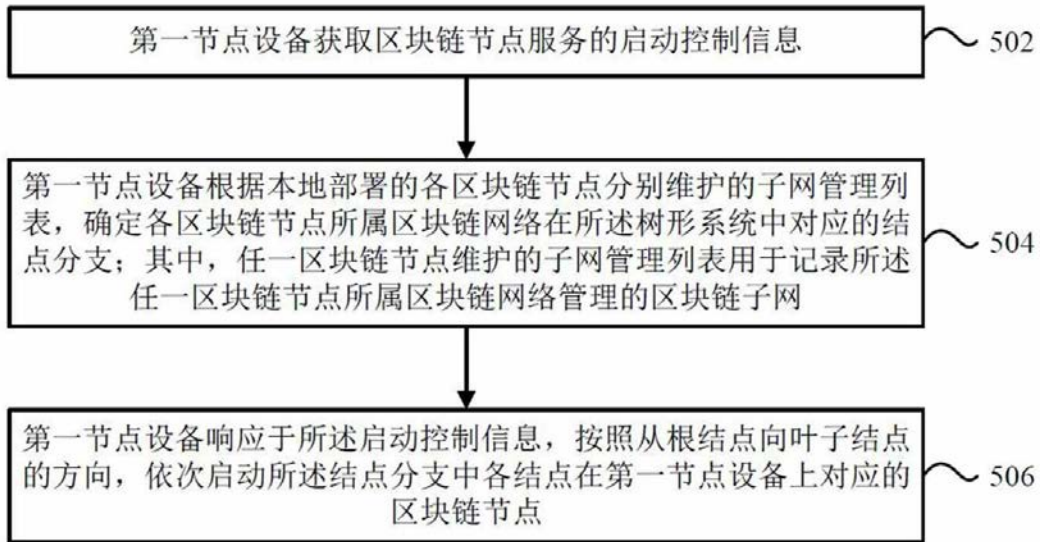 第一节点设备获取区块链节点服务的启动控制信息
502
第一节点设备根据本地部署的各区块链节点分别维护的子网管理列
表，确定各区块链节点所属区块链网络在所述树形系统中对应的结
点分支；其中，任一区块链节点维护的子网管理列表用于记录所述
任一区块链节点所属区块链网络管理的区块链子网
504
第一节点设备响应于所述启动控制信息，按照从根结点向叶子结点
的方向，依次启动所述结点分支中各结点在第一节点设备上对应的
区块链节点
506